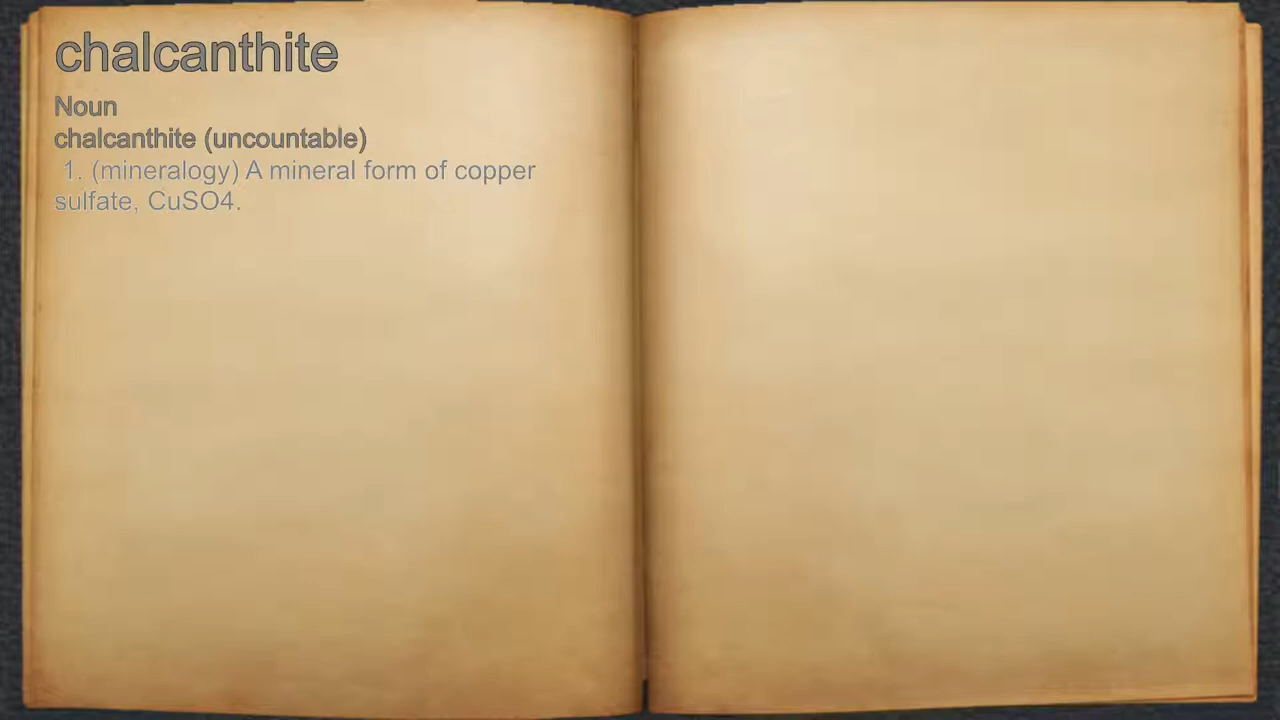 chalcanthite
Noun
chalcanthite (uncountable)
1. (mineralogy) A mineral form of copper
sulfate, CuSO4.